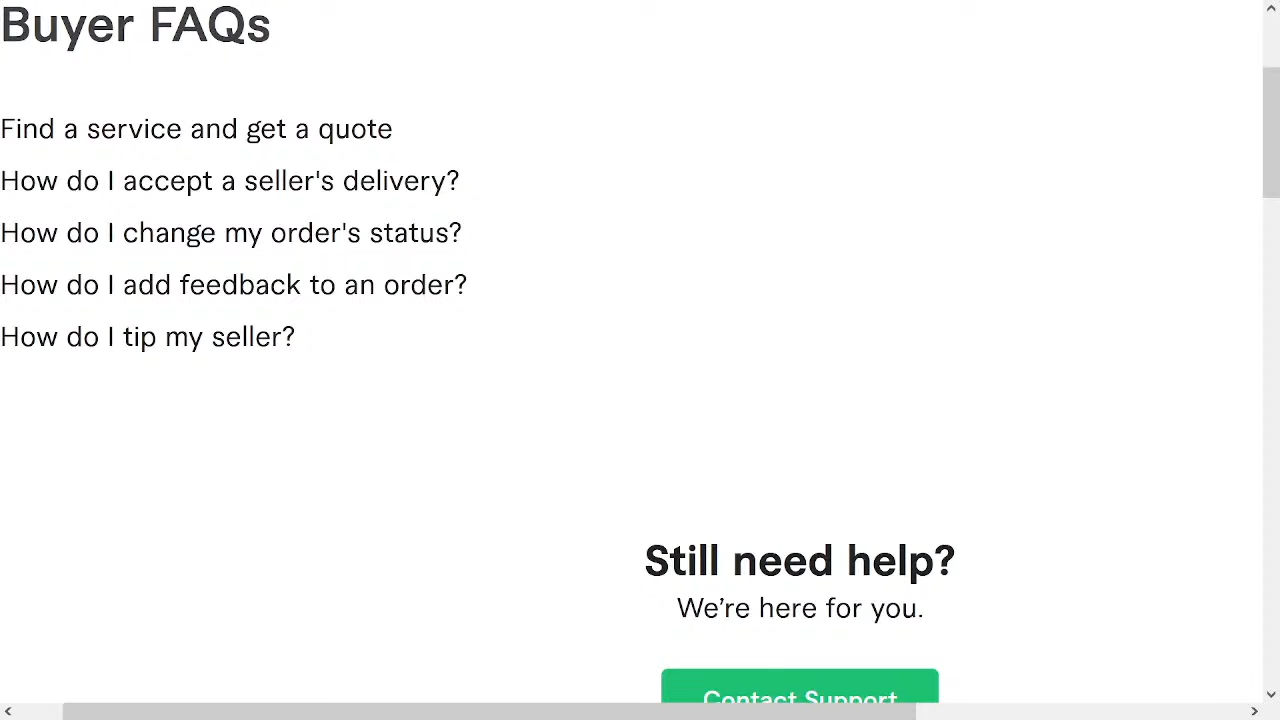 Buyer FAQs
Find a service and get a quote
How do I accept a seller's delivery?
How do I change my order's status?
How do I add feedback to an order?
How do I tip my seller?
Still need help?
We’re here for you.
Contact Support